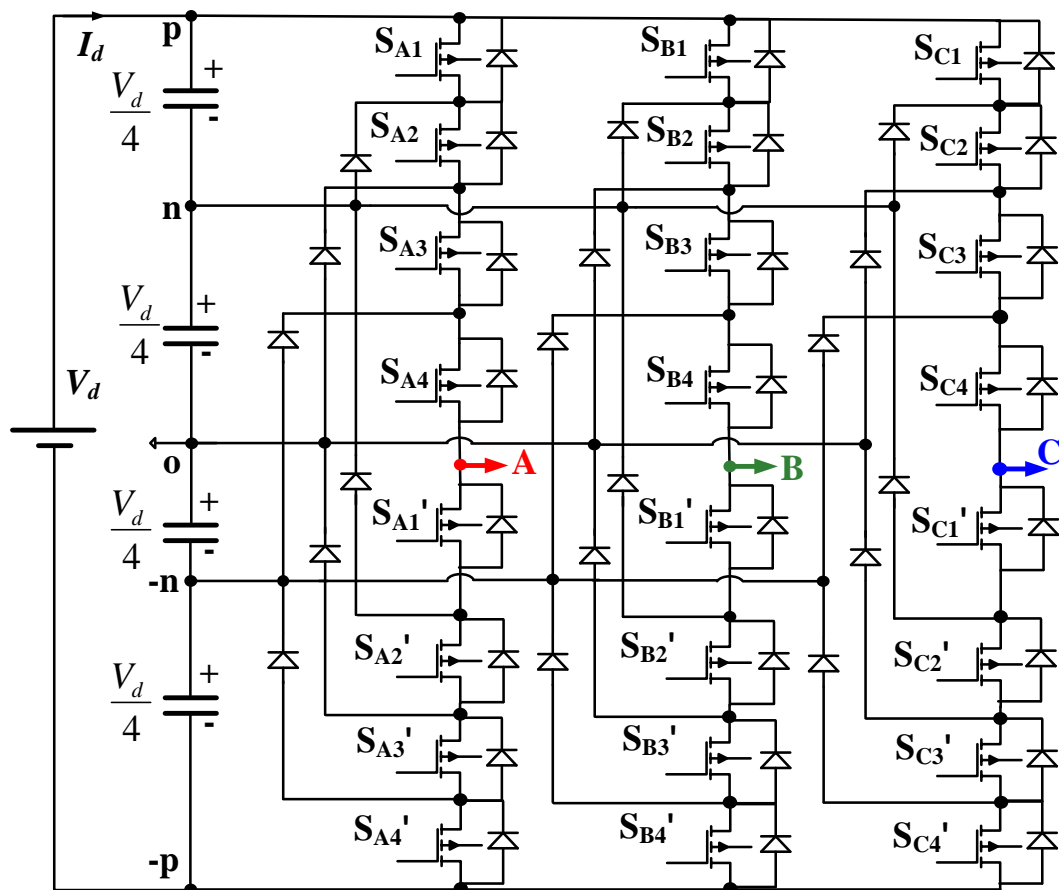 I_d
p
S_A1
S_B1
S_C1
V_d/4
+
-
S_A2
S_B2
S_C2
n
S_A3
S_B3
S_C3
V_d/4
+
-
V_d
S_A4
S_B4
S_C4
o
A
B
C
V_d/4
+
-
S_A1'
S_B1'
S_C1'
-n
S_A2'
S_B2'
S_C2'
V_d/4
+
-
S_A3'
S_B3'
S_C3'
S_A4'
S_B4'
S_C4'
-p